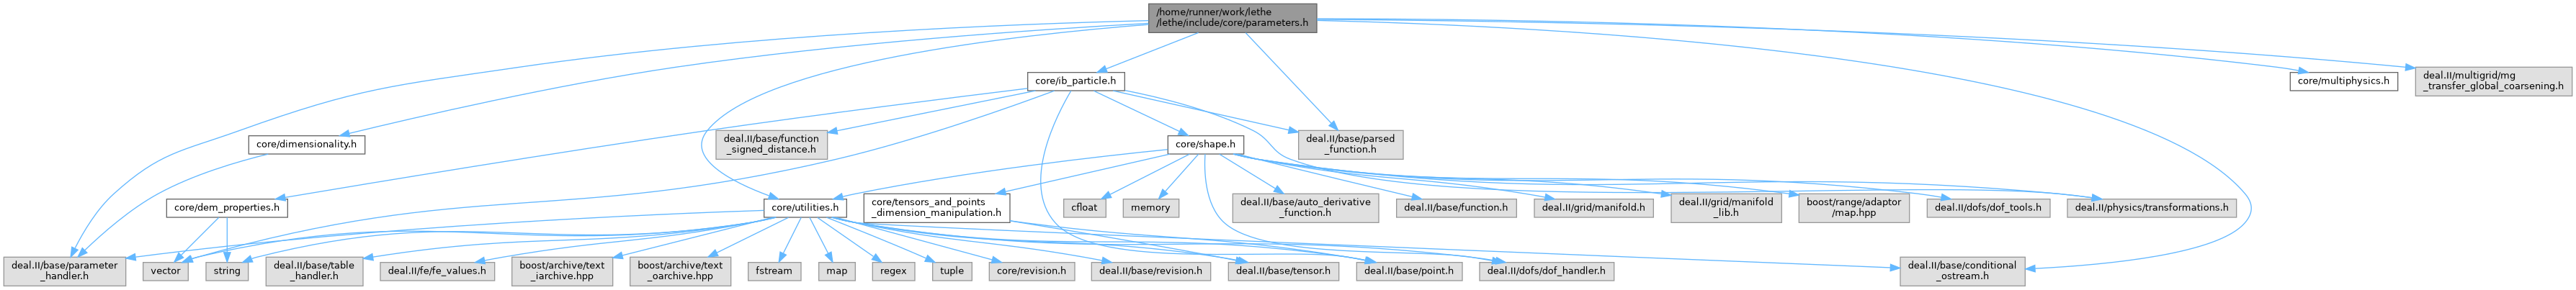 /home/runner/work/lethe
/lethe/include/core/parameters.h
core/ib_particle.h
core/multiphysics.h
deal.II/multigrid/mg
_transfer_global_coarsening.h
core/dimensionality.h
deal.II/base/function
_signed_distance.h
core/shape.h
deal.II/base/parsed
_function.h
core/dem_properties.h
core/utilities.h
core/tensors_and_points
_dimension_manipulation.h
cfloat
memory
deal.II/base/auto_derivative
_function.h
deal.II/base/function.h
deal.II/grid/manifold.h
deal.II/grid/manifold
_lib.h
boost/range/adaptor
/map.hpp
deal.II/dofs/dof_tools.h
deal.II/physics/transformations.h
deal.II/base/parameter
_handler.h
vector
string
deal.II/base/table
_handler.h
deal.II/fe/fe_values.h
boost/archive/text
_iarchive.hpp
boost/archive/text
_oarchive.hpp
fstream
map
regex
tuple
core/revision.h
deal.II/base/revision.h
deal.II/base/tensor.h
deal.II/base/point.h
deal.II/dofs/dof_handler.h
deal.II/base/conditional
_ostream.h